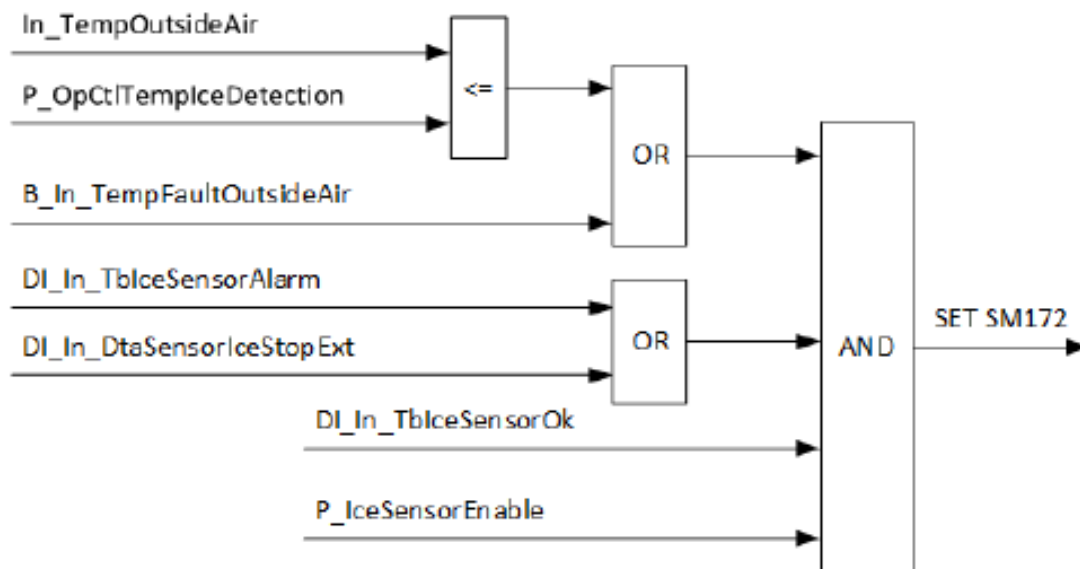 In_TempOutsideAir
P_OpCtlTempIceDetection
<=
B_In_TempFaultOutsideAir
OR
DI_In_TbIceSensorAlarm
DI_In_DtaSensorIceStopExt
OR
AND
SET SM172
DI_In_TbIceSensorOk
P_IceSensorEnable